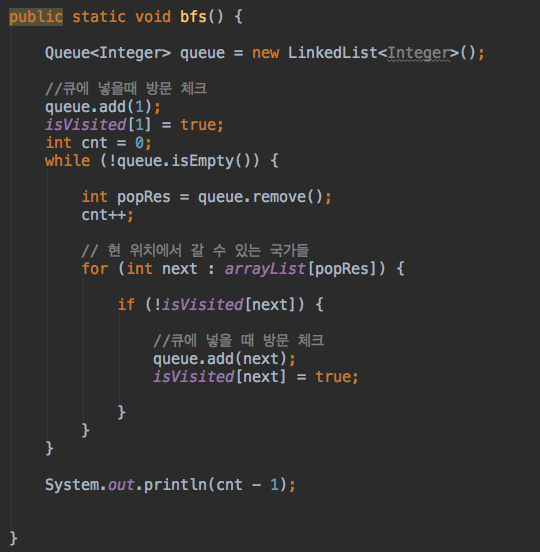 public static void bfs() {
Queue<Integer> queue = new LinkedList<Integer>();
//큐에 넣을때 방문 체크
queue.add(1);
isVisited[1] = true;
int cnt = 0;
while (!queue.isEmpty()) {
int popRes = queue.remove();
cnt++;
// 현 위치에서 갈 수 있는 국가들
for (int next : arrayList[popRes]) {
if (!isVisited[next]) {
//큐에 넣을 때 방문 체크
queue.add(next);
isVisited[next] = true;
}
}
}
System.out.println(cnt - 1);
}